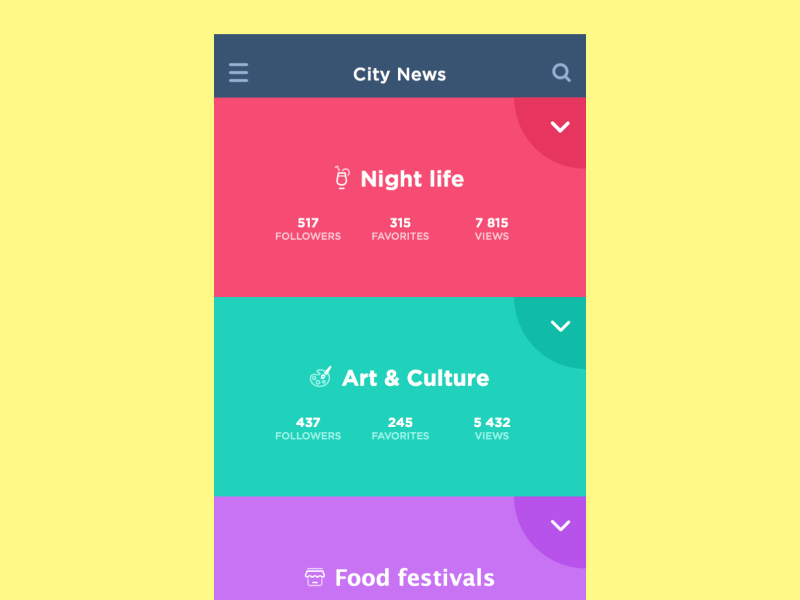 City News
Night life
517 315 7 815
FOLLOWERS FAVORITES VIEWS
Art & Culture
437 245 5 432
FOLLOWERS FAVORITES VIEWS
Food festivals